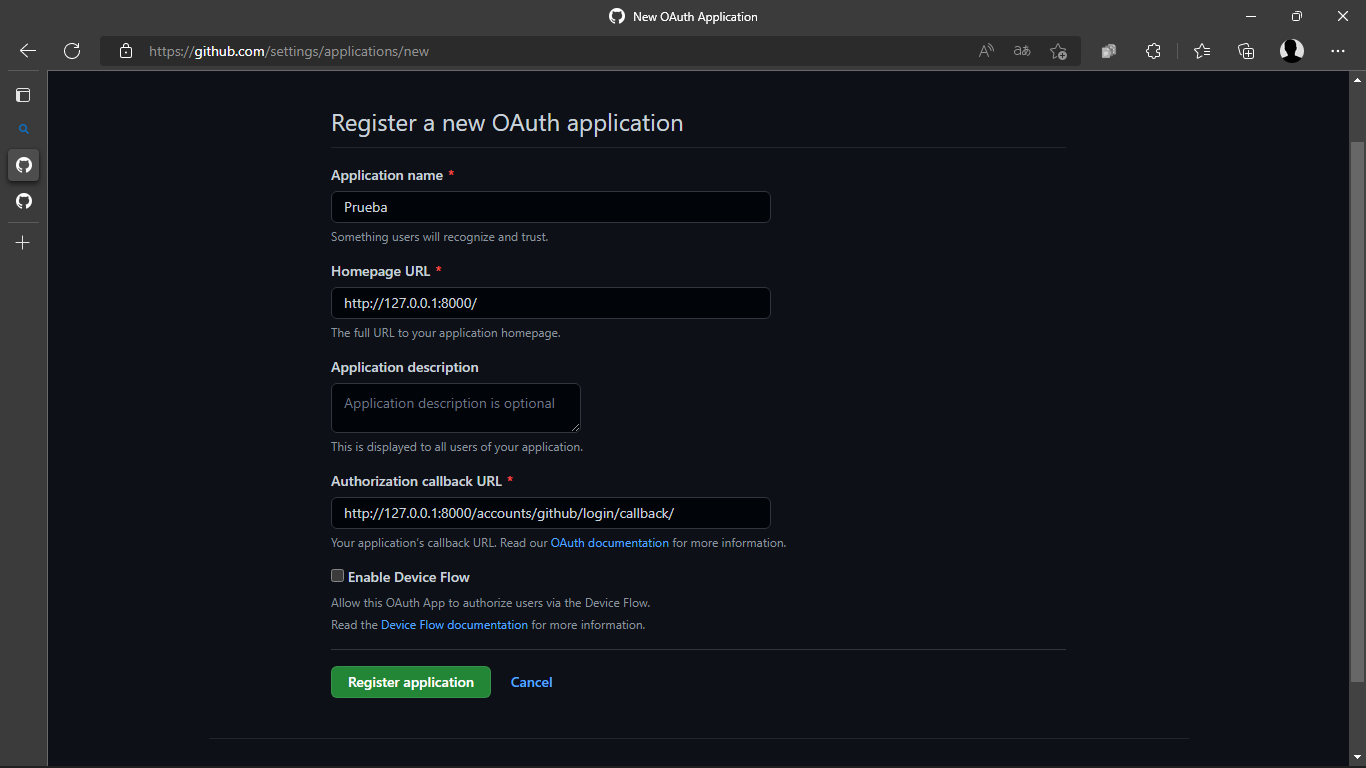 New OAuth Application
https://github.com/settings/applications/new
Register a new OAuth application
Application name *
Prueba
Something users will recognize and trust.
Homepage URL *
http://127.0.0.1:8000/
The full URL to your application homepage.
Application description
Application description is optional
This is displayed to all users of your application.
Authorization callback URL *
http://127.0.0.1:8000/accounts/github/login/callback/
Your application's callback URL. Read our OAuth documentation for more information.
Enable Device Flow
Allow this OAuth App to authorize users via the Device Flow.
Read the Device Flow documentation for more information.
Register application Cancel